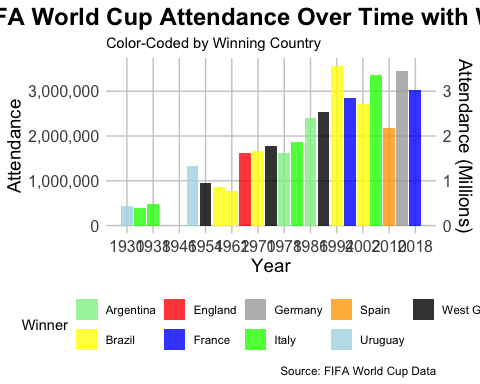 FA World Cup Attendance Over Time with W
Color-Coded by Winning Country
Attendance
3,000,000
2,000,000
1,000,000
0
3
2
1
0
Attendance (Millions)
1930 1938 1946 1954 1962 1970 1978 1986 1994 2002 2010 2018
Year
Winner
Argentina England Germany Spain West G
Brazil France Italy Uruguay
Source: FIFA World Cup Data